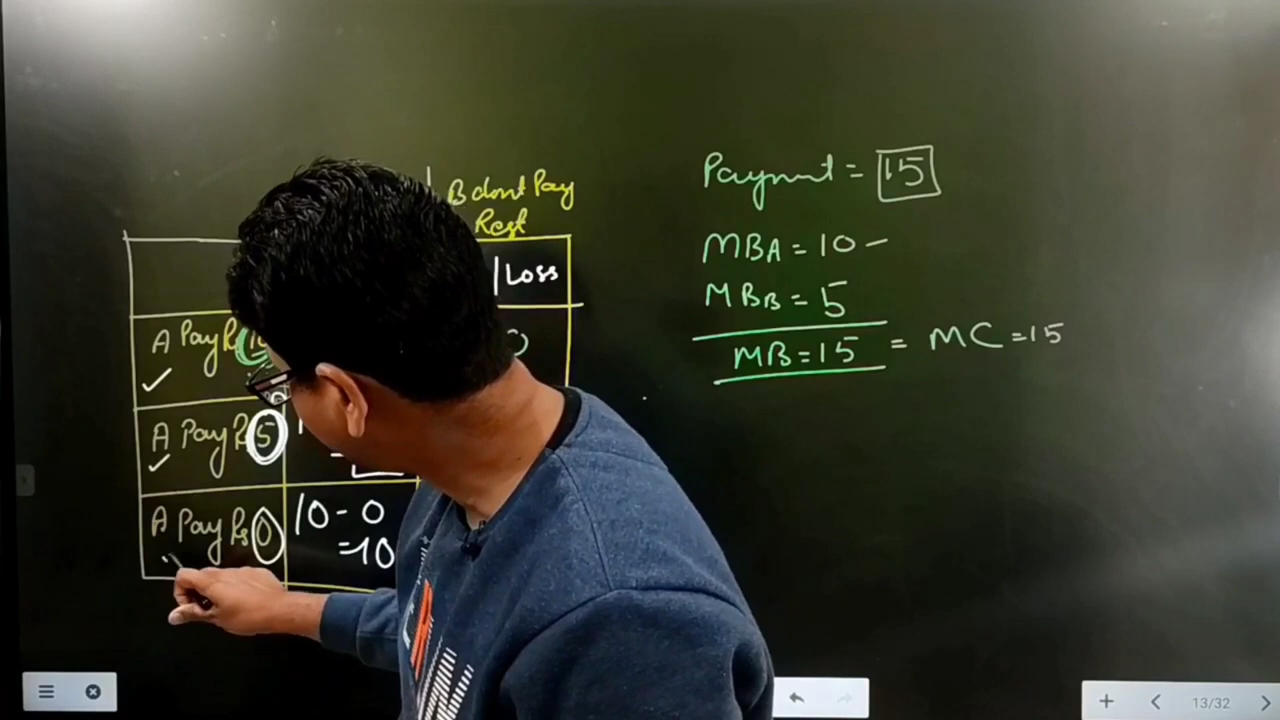 B dont Pay
Rest
Loss
A Pay Rs
A Pay Rs 5
A Pay Rs 0
10 - 0
=10
Payment = 15
MBA = 10 -
MBB = 5
MB = 15 = MC = 15
13/32